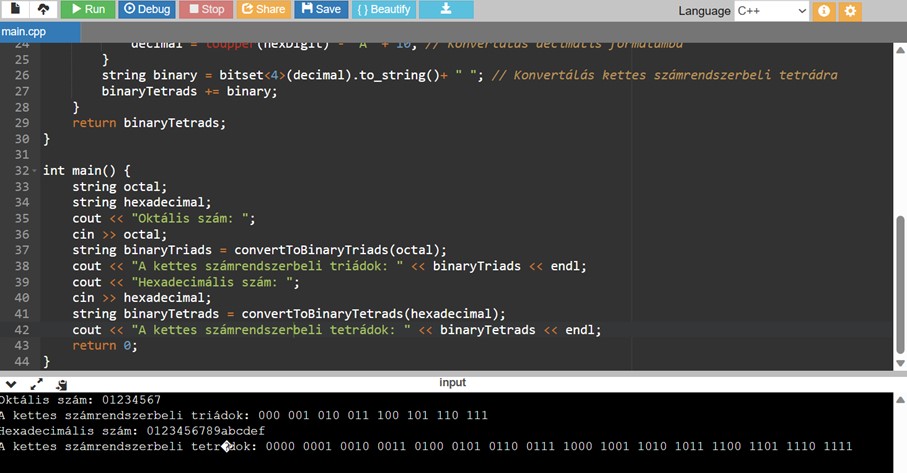 Run Debug Stop Share Save { } Beautify Language C++
main.cpp
24 decimal = toupper(hexDigit) - 'A' + 10; // Konvertálás decimális formátumba
25 }
26 string binary = bitset<4>(decimal).to_string()+ " "; // Konvertálás kettes számrendszerbeli tetrádra
27 binaryTetrads += binary;
28 }
29 return binaryTetrads;
30 }
31
32 int main() {
33 string octal;
34 string hexadecimal;
35 cout << "Oktális szám: ";
36 cin >> octal;
37 string binaryTriads = convertToBinaryTriads(octal);
38 cout << "A kettes számrendszerbeli triádok: " << binaryTriads << endl;
39 cout << "Hexadecimális szám: ";
40 cin >> hexadecimal;
41 string binaryTetrads = convertToBinaryTetrads(hexadecimal);
42 cout << "A kettes számrendszerbeli tetrádok: " << binaryTetrads << endl;
43 return 0;
44 }
input
Oktális szám: 01234567
A kettes számrendszerbeli triádok: 000 001 010 011 100 101 110 111
Hexadecimális szám: 0123456789abcdef
A kettes számrendszerbeli tetr�dok: 0000 0001 0010 0011 0100 0101 0110 0111 1000 1001 1010 1011 1100 1101 1110 1111